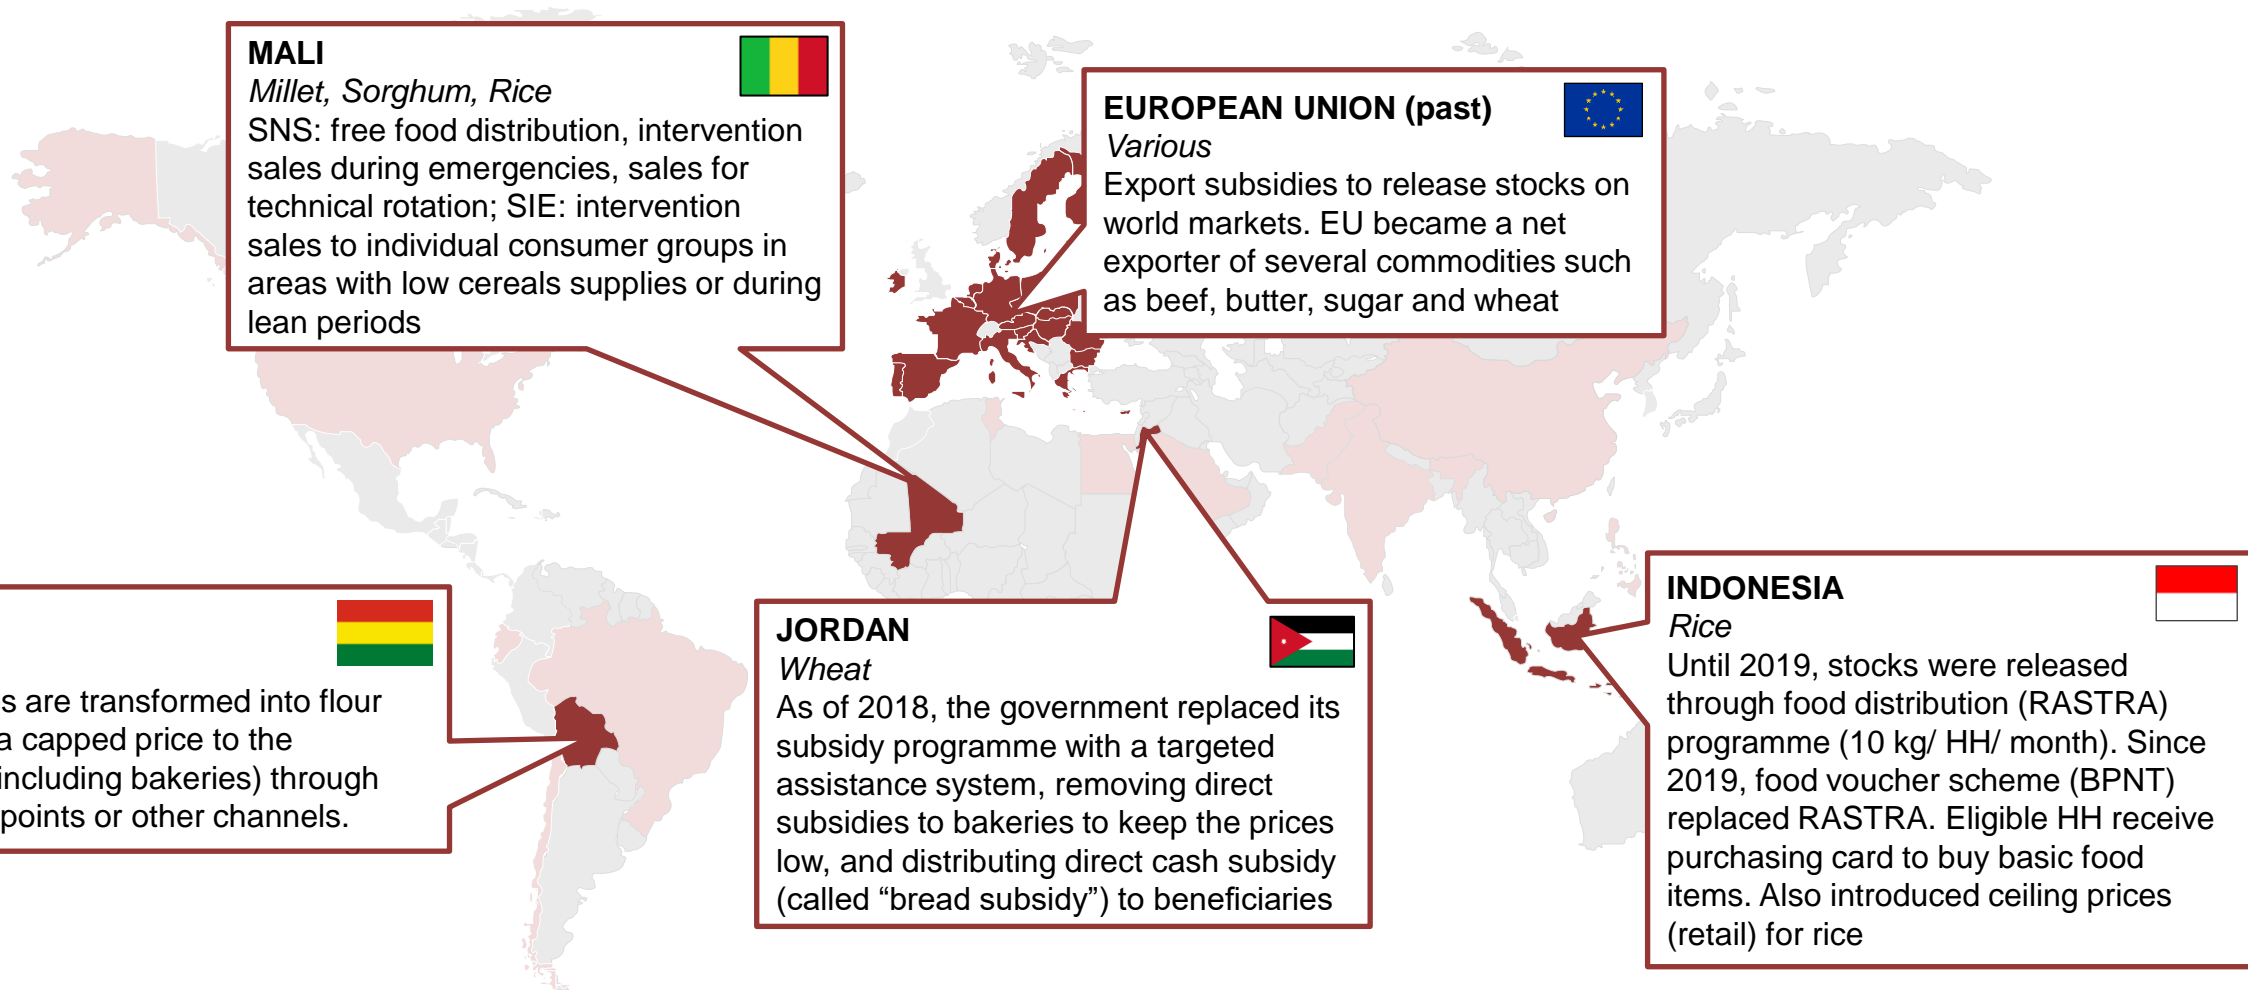 MALI
Millet, Sorghum, Rice
SNS: free food distribution, intervention
sales during emergencies, sales for
technical rotation; SIE: intervention
sales to individual consumer groups in
areas with low cereals supplies or during
lean periods
EUROPEAN UNION (past)
Various
Export subsidies to release stocks on
world markets. EU became a net
exporter of several commodities such
as beef, butter, sugar and wheat
are transformed into flour
a capped price to the
including bakeries) through
points or other channels.
JORDAN
Wheat
As of 2018, the government replaced its
subsidy programme with a targeted
assistance system, removing direct
subsidies to bakeries to keep the prices
low, and distributing direct cash subsidy
(called “bread subsidy”) to beneficiaries
INDONESIA
Rice
Until 2019, stocks were released
through food distribution (RASTRA)
programme (10 kg/ HH/ month). Since
2019, food voucher scheme (BPNT)
replaced RASTRA. Eligible HH receive
purchasing card to buy basic food
items. Also introduced ceiling prices
(retail) for rice